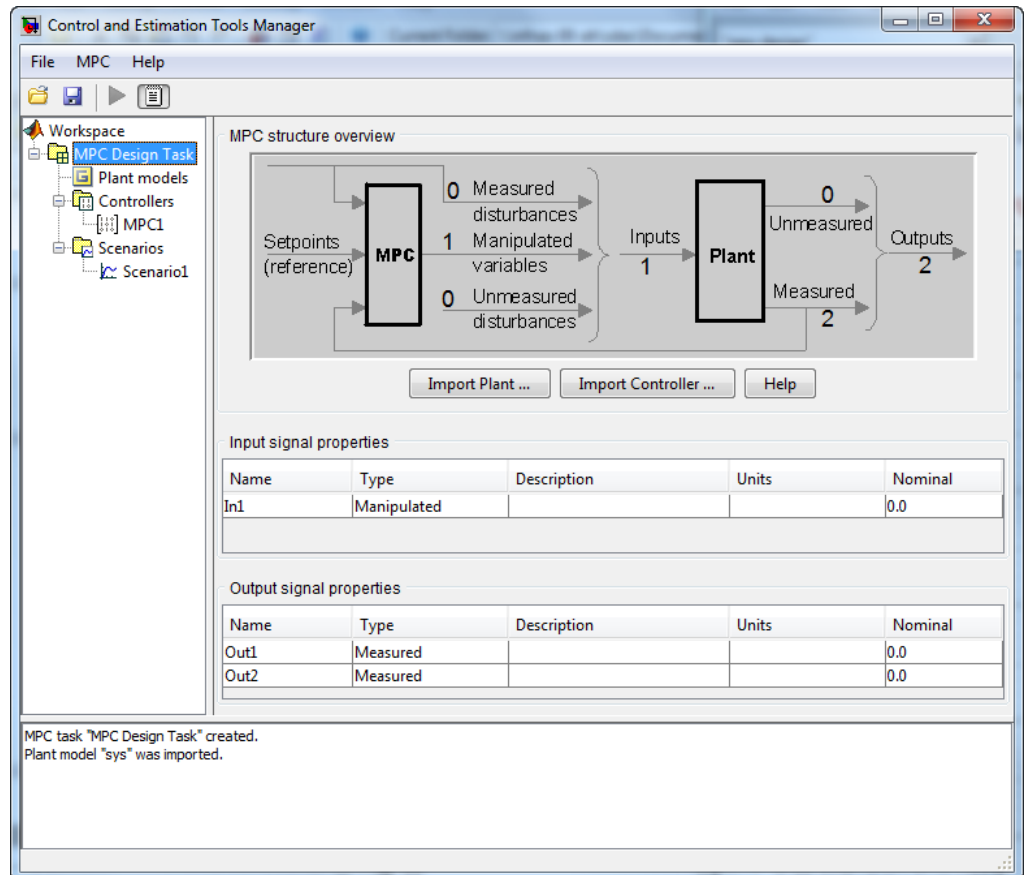 Control and Estimation Tools Manager
File MPC Help
Workspace
MPC Design Task
Plant models
Controllers
MPC1
Scenarios
Scenario1
MPC structure overview
Setpoints
(reference)
MPC
0 Measured
disturbances
1 Manipulated
variables
0 Unmeasured
disturbances
Inputs
1
Plant
0
Unmeasured
Measured
2
Outputs
2
Import Plant ... Import Controller ... Help
Input signal properties
Name Type Description Units Nominal
In1 Manipulated 0.0
Output signal properties
Name Type Description Units Nominal
Out1 Measured 0.0
Out2 Measured 0.0
MPC task "MPC Design Task" created.
Plant model "sys" was imported.